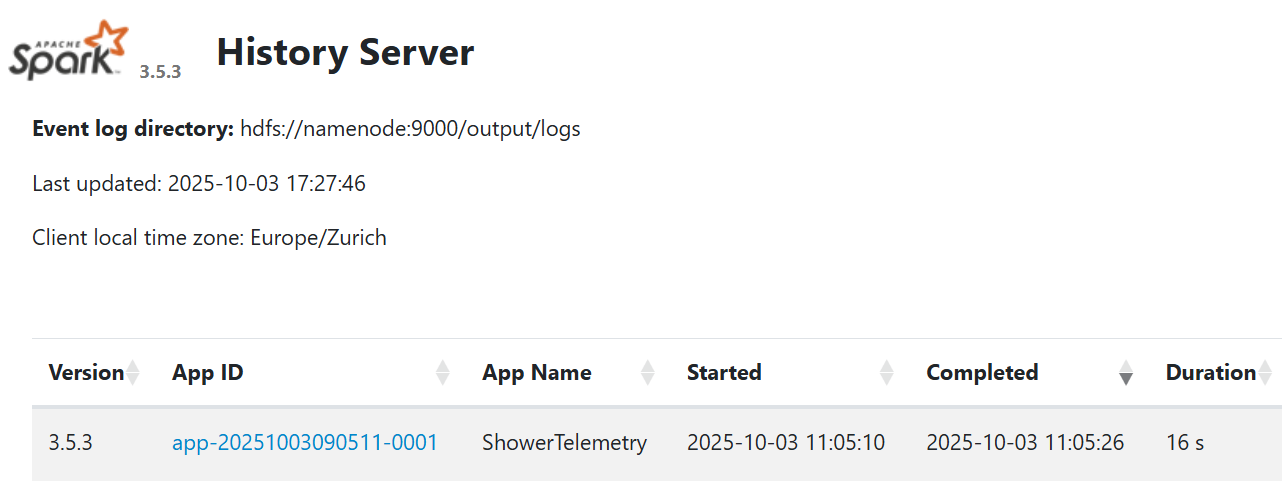 APACHE
Spark 3.5.3 History Server
Event log directory: hdfs://namenode:9000/output/logs
Last updated: 2025-10-03 17:27:46
Client local time zone: Europe/Zurich
Version App ID App Name Started Completed Duration
3.5.3 app-20251003090511-0001 ShowerTelemetry 2025-10-03 11:05:10 2025-10-03 11:05:26 16 s